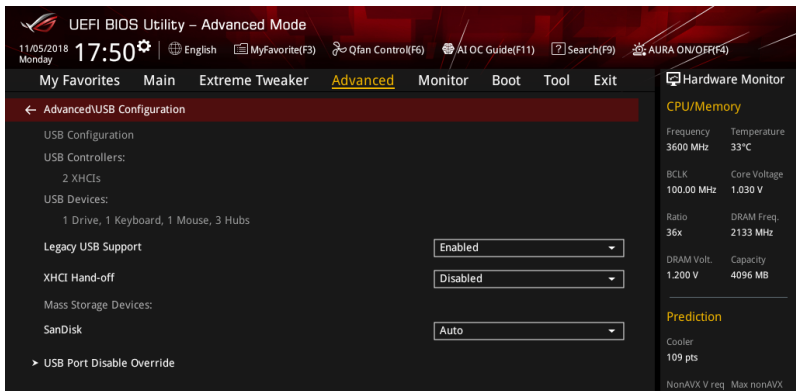 UEFI BIOS Utility – Advanced Mode
11/05/2018 Monday 17:50 English MyFavorite(F3) Qfan Control(F6) AI OC Guide(F11) ? Search(F9) AURA ON/OFF(F4)
My Favorites Main Extreme Tweaker Advanced Monitor Boot Tool Exit
Hardware Monitor
← Advanced\USB Configuration
USB Configuration
USB Controllers:
2 XHCIs
USB Devices:
1 Drive, 1 Keyboard, 1 Mouse, 3 Hubs
Legacy USB Support Enabled
XHCI Hand-off Disabled
Mass Storage Devices:
SanDisk Auto
USB Port Disable Override
CPU/Memory
Frequency Temperature
3600 MHz 33°C
BCLK Core Voltage
100.00 MHz 1.030 V
Ratio DRAM Freq.
36x 2133 MHz
DRAM Volt. Capacity
1.200 V 4096 MB
Prediction
Cooler
109 pts
NonAVX V req Max nonAVX